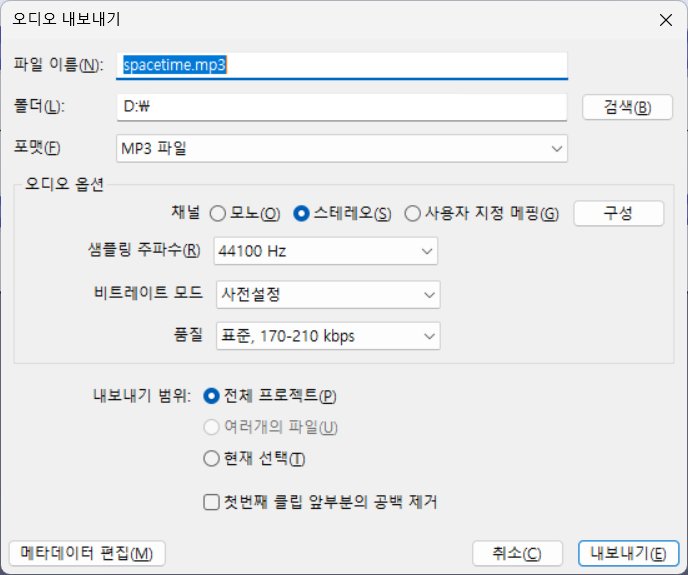 오디오 내보내기
파일 이름(N): spacetime.mp3
폴더(L): D:₩ 검색(B)
포맷(F) MP3 파일
오디오 옵션
채널 모노(O) 스테레오(S) 사용자 지정 메핑(G) 구성
샘플링 주파수(R) 44100 Hz
비트레이트 모드 사전설정
품질 표준, 170-210 kbps
내보내기 범위: 전체 프로젝트(P)
여러개의 파일(U)
현재 선택(T)
첫번째 클립 앞부분의 공백 제거
메타데이터 편집(M) 취소(C) 내보내기(E)